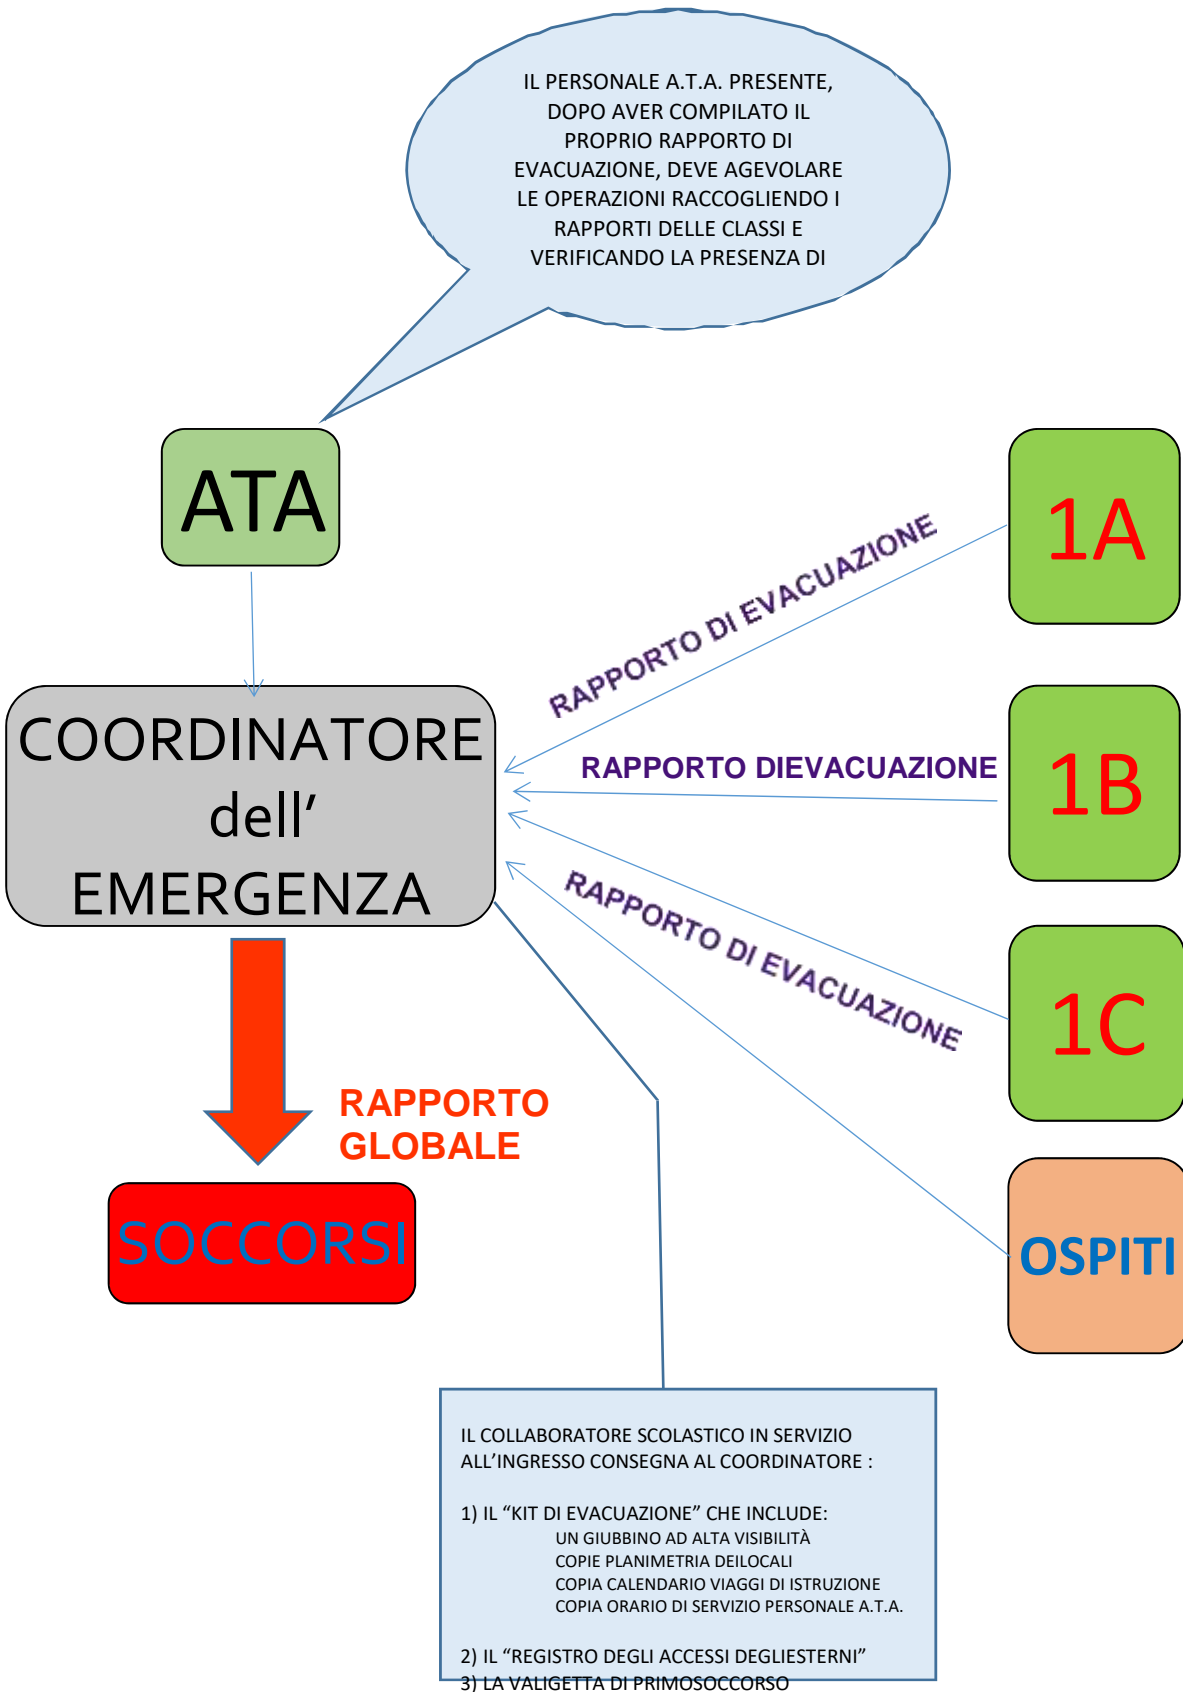 IL PERSONALE A.T.A. PRESENTE,
DOPO AVER COMPILATO IL
PROPRIO RAPPORTO DI
EVACUAZIONE, DEVE AGEVOLARE
LE OPERAZIONI RACCOGLIENDO I
RAPPORTI DELLE CLASSI E
VERIFICANDO LA PRESENZA DI
ATA
1A
RAPPORTO DI EVACUAZIONE
COORDINATORE
dell’
EMERGENZA
RAPPORTO DIEVACUAZIONE
1B
RAPPORTO DI EVACUAZIONE
1C
RAPPORTO
GLOBALE
SOCCORSI
OSPITI
IL COLLABORATORE SCOLASTICO IN SERVIZIO
ALL’INGRESSO CONSEGNA AL COORDINATORE :
1) IL “KIT DI EVACUAZIONE” CHE INCLUDE:
UN GIUBBINO AD ALTA VISIBILITÀ
COPIE PLANIMETRIA DEILOCALI
COPIA CALENDARIO VIAGGI DI ISTRUZIONE
COPIA ORARIO DI SERVIZIO PERSONALE A.T.A.
2) IL “REGISTRO DEGLI ACCESSI DEGLIESTERNI”
3) LA VALIGETTA DI PRIMOSOCCORSO